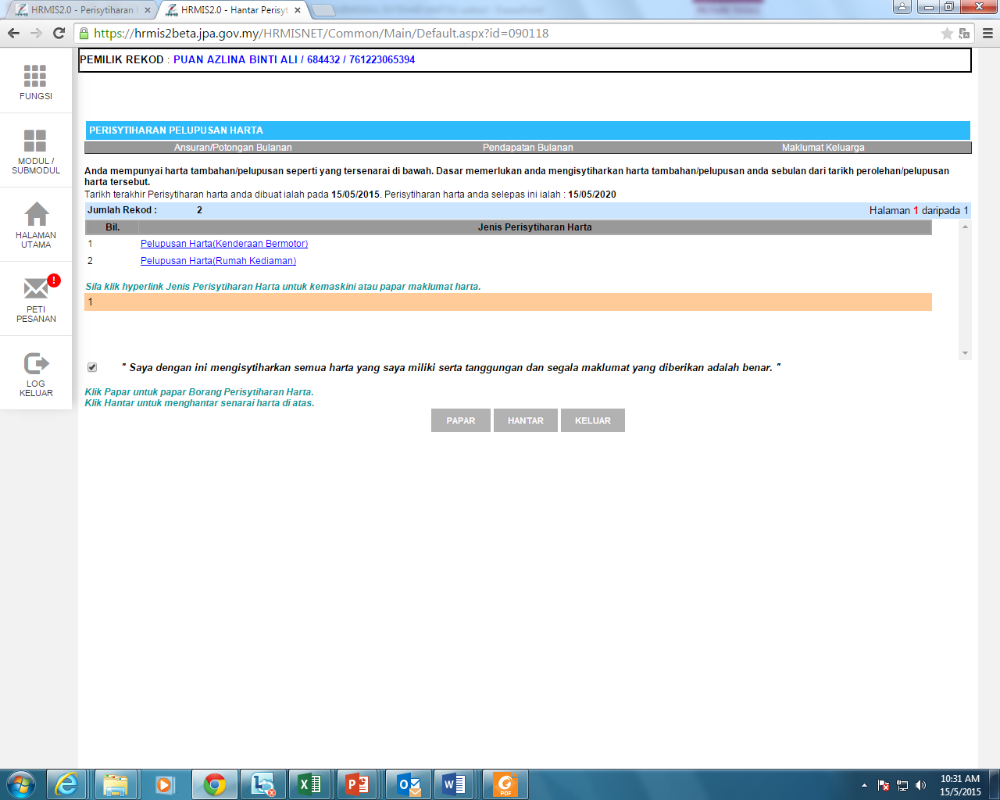 HRMIS2.0 - Perisytiharan
HRMIS2.0 - Hantar Perisyt
https://hrmis2beta.jpa.gov.my/HRMISNET/Common/Main/Default.aspx?id=090118
PEMILIK REKOD : PUAN AZLINA BINTI ALI / 684432 / 761223065394
FUNGSI
MODUL /
SUBMODUL
HALAMAN
UTAMA
PETI
PESANAN
LOG
KELUAR
PERISYTIHARAN PELUPUSAN HARTA
Ansuran/Potongan Bulanan Pendapatan Bulanan Maklumat Keluarga
Anda mempunyai harta tambahan/pelupusan seperti yang tersenarai di bawah. Dasar memerlukan anda mengisytiharkan harta tambahan/pelupusan anda sebulan dari tarikh perolehan/pelupusan
harta tersebut.
Tarikh terakhir Perisytiharan harta anda dibuat ialah pada 15/05/2015. Perisytiharan harta anda selepas ini ialah : 15/05/2020
Jumlah Rekod : 2 Halaman 1 daripada 1
Bil. Jenis Perisytiharan Harta
1 Pelupusan Harta(Kenderaan Bermotor)
2 Pelupusan Harta(Rumah Kediaman)
Sila klik hyperlink Jenis Perisytiharan Harta untuk kemaskini atau papar maklumat harta.
1
" Saya dengan ini mengisytiharkan semua harta yang saya miliki serta tanggungan dan segala maklumat yang diberikan adalah benar. "
Klik Papar untuk papar Borang Perisytiharan Harta.
Klik Hantar untuk menghantar senarai harta di atas.
PAPAR HANTAR KELUAR
10:31 AM
15/5/2015